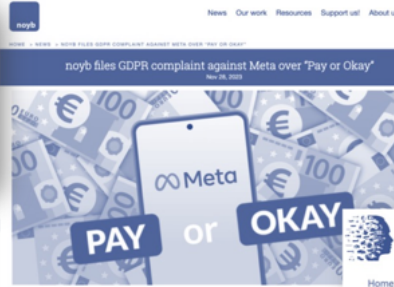 noyb
News Our work Resources Support us! About u
HOME > NEWS > NOYB FILES GDPR COMPLAINT AGAINST META OVER "PAY OR OKAY"
noyb files GDPR complaint against Meta over "Pay or Okay"
Nov 28, 2023
100
100
100
Meta
PAY or OKAY
Home